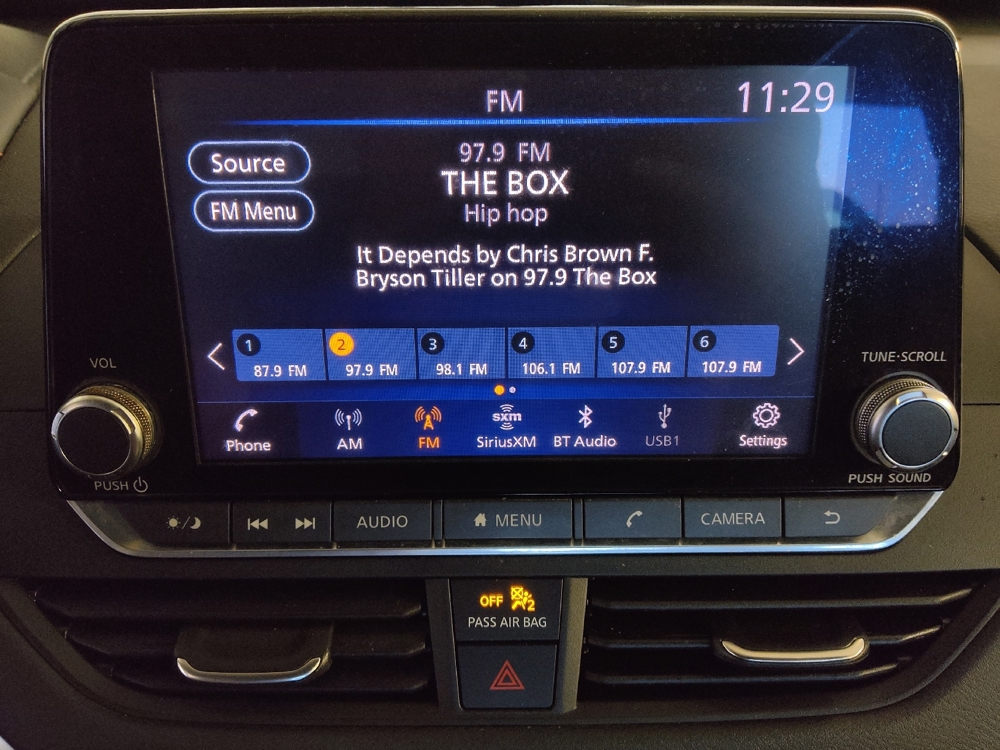 FM
11:29
Source
FM Menu
97.9 FM
THE BOX
Hip hop
It Depends by Chris Brown F.
Bryson Tiller on 97.9 The Box
1
87.9 FM
2
97.9 FM
3
98.1 FM
4
106.1 FM
5
107.9 FM
6
107.9 FM
Phone
AM
FM
sxm
SiriusXM
BT Audio
USB1
Settings
VOL
PUSH
TUNE·SCROLL
PUSH SOUND
AUDIO
MENU
CAMERA
OFF 2
PASS AIR BAG